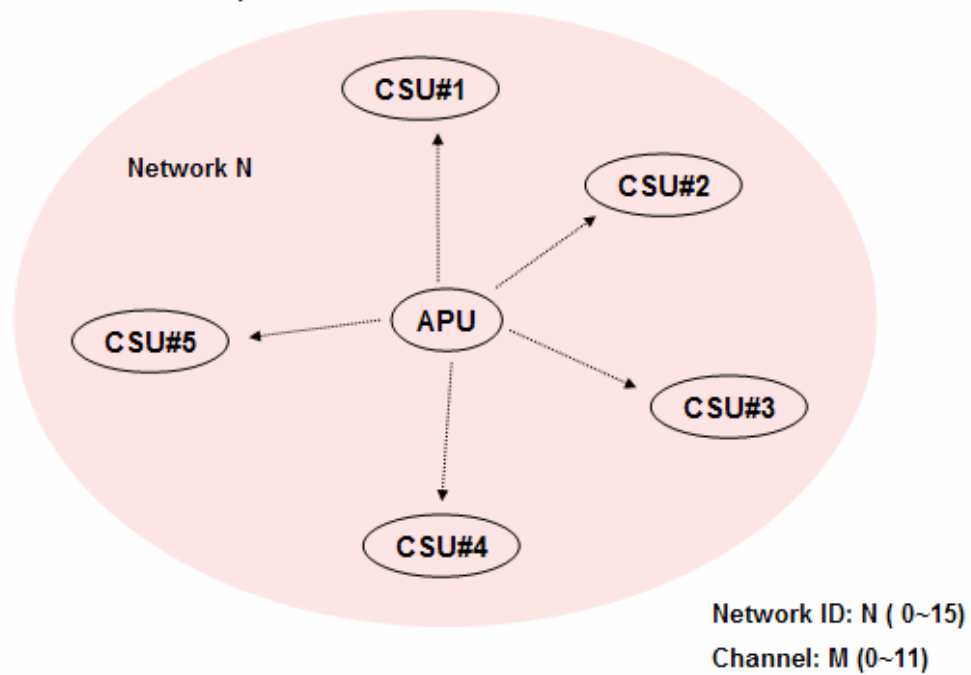 CSU#1
Network N
CSU#2
APU
CSU#5
CSU#3
CSU#4
Network ID: N ( 0~15)
Channel: M (0~11)